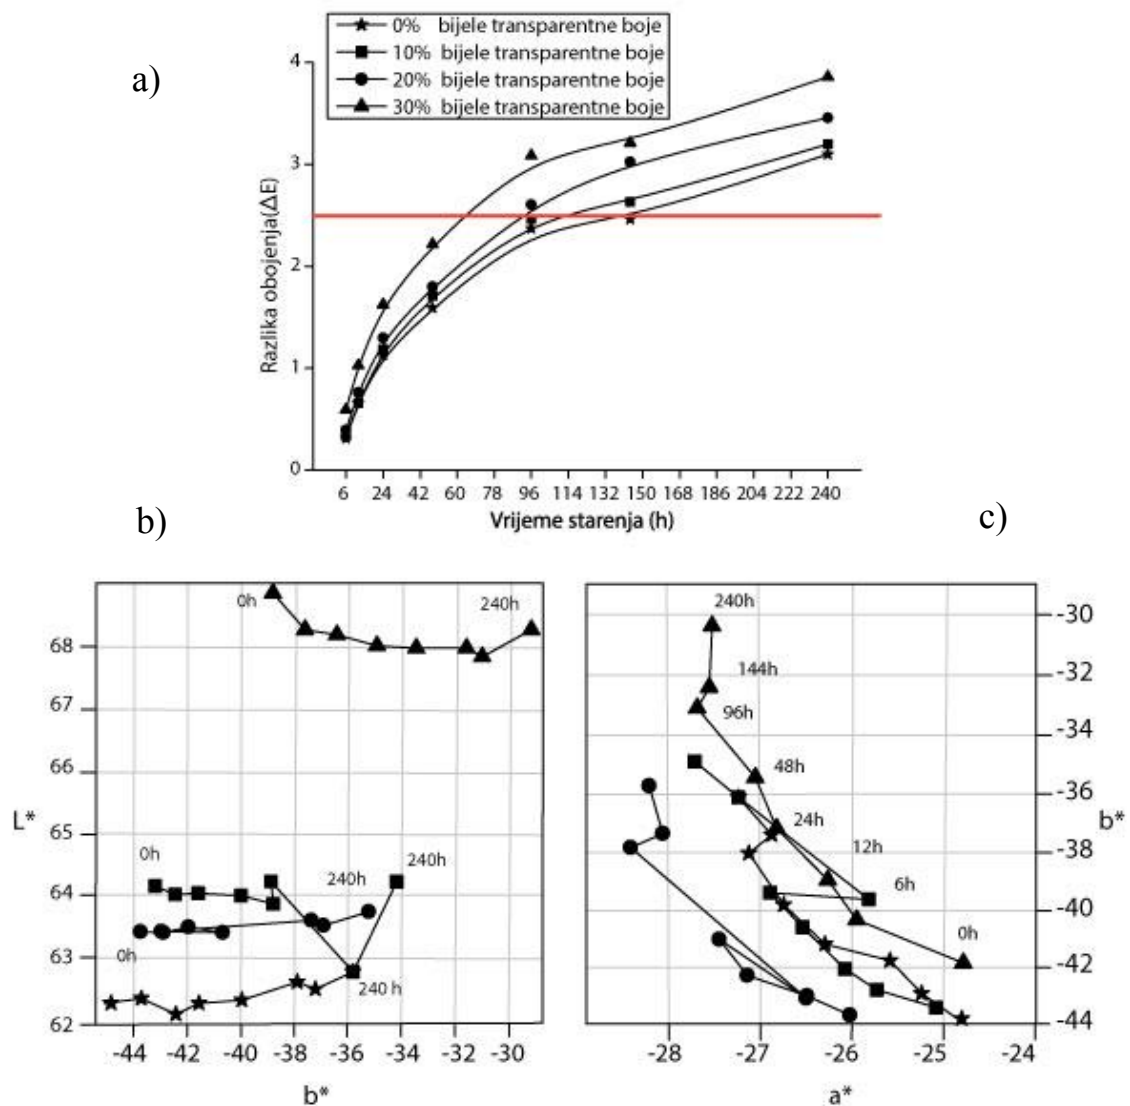 a)
0% bijele transparentne boje
10% bijele transparentne boje
20% bijele transparentne boje
30% bijele transparentne boje
4
3
2
1
0
Razlika obojenja(ΔE)
6 24 42 60 78 96 114 132 150 168 186 204 222 240
Vrijeme starenja (h)
b)
0h
240h
68
67
66
65
64
63
62
L*
0h
240h
240h
0h
240 h
-44 -42 -40 -38 -36 -34 -32 -30
b*
c)
240h
144h
96h
48h
24h
12h
6h
0h
-30
-32
-34
-36
-38
-40
-42
-44
b*
-28 -27 -26 -25 -24
a*